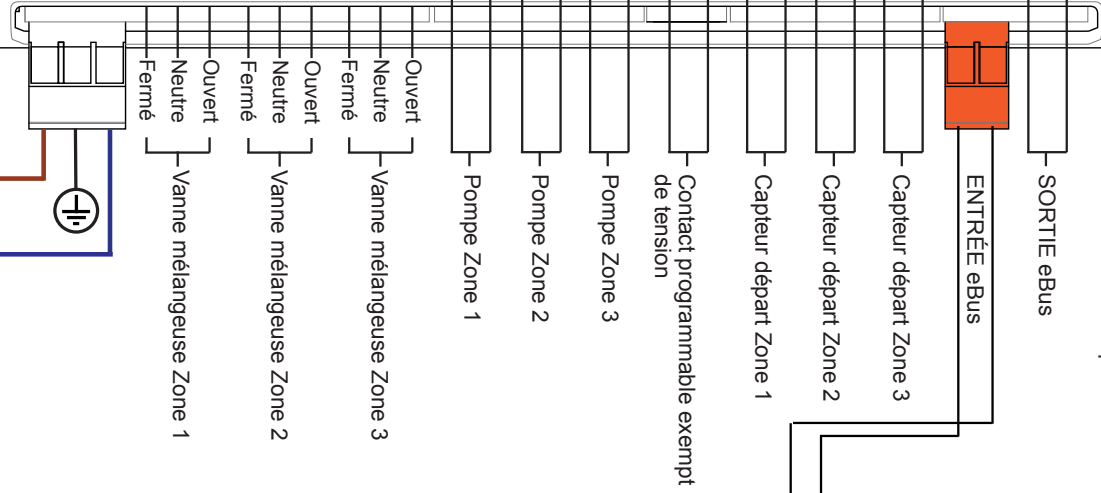 Fermé
Neutre
Ouvert
Vanne mélangeuse Zone 1
Fermé
Neutre
Ouvert
Vanne mélangeuse Zone 2
Fermé
Neutre
Ouvert
Vanne mélangeuse Zone 3
Pompe Zone 1
Pompe Zone 2
Pompe Zone 3
Contact programmable exempt
de tension
Capteur départ Zone 1
Capteur départ Zone 2
Capteur départ Zone 3
ENTRÉE eBus
SORTIE eBus